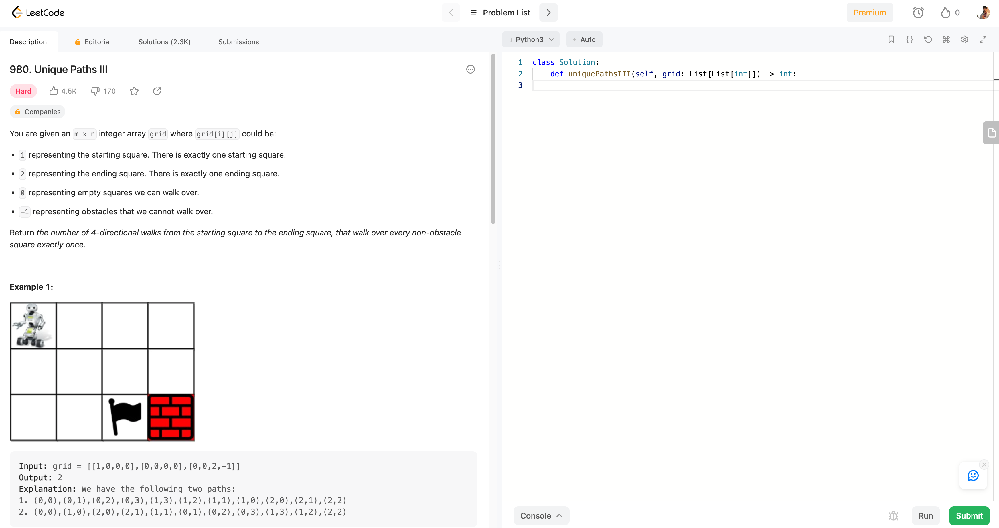 LeetCode
Problem List
Premium
0
Description
Editorial
Solutions (2.3K)
Submissions
i Python3
• Auto
980. Unique Paths III
Hard
4.5K
170
Companies
You are given an m x n integer array grid where grid[i][j] could be:
• 1 representing the starting square. There is exactly one starting square.
• 2 representing the ending square. There is exactly one ending square.
• 0 representing empty squares we can walk over.
• -1 representing obstacles that we cannot walk over.
Return the number of 4-directional walks from the starting square to the ending square, that walk over every non-obstacle
square exactly once.
Example 1:
Input: grid = [[1,0,0,0],[0,0,0,0],[0,0,2,-1]]
Output: 2
Explanation: We have the following two paths:
1. (0,0),(0,1),(0,2),(0,3),(1,3),(1,2),(1,1),(1,0),(2,0),(2,1),(2,2)
2. (0,0),(1,0),(2,0),(2,1),(1,1),(0,1),(0,2),(0,3),(1,3),(1,2),(2,2)
1 class Solution:
2     def uniquePathsIII(self, grid: List[List[int]]) -> int:
3
Console
Run
Submit